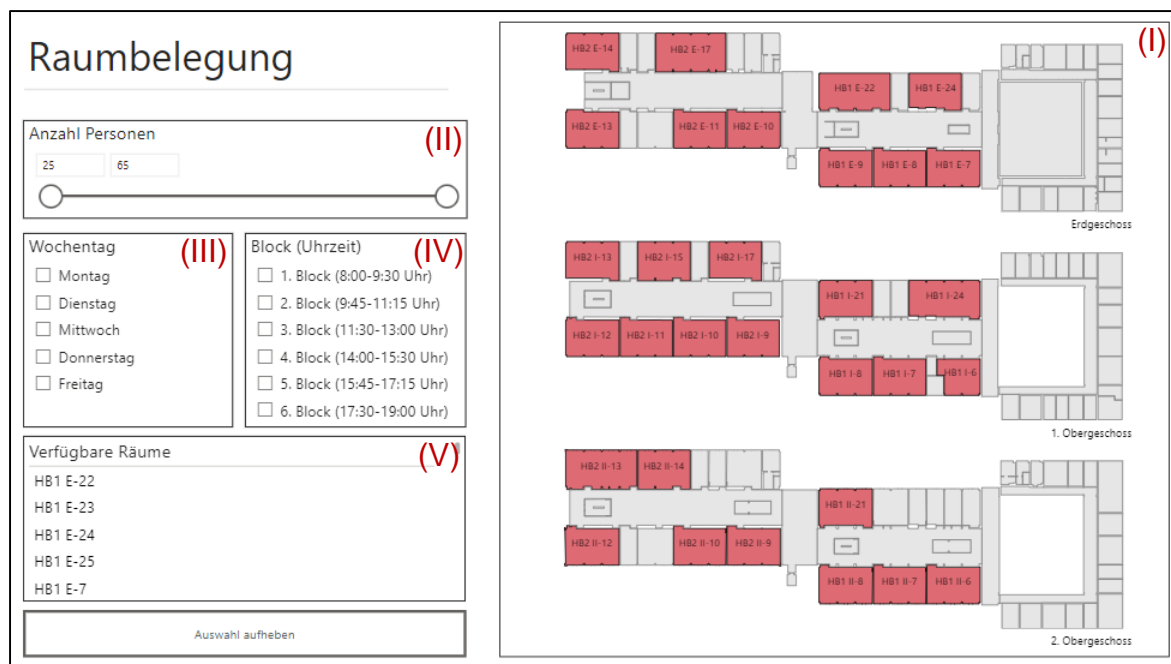 Raumbelegung
Anzahl Personen
(II)
25 65
Wochentag
(III)
Montag
Dienstag
Mittwoch
Donnerstag
Freitag
Block (Uhrzeit)
(IV)
1. Block (8:00-9:30 Uhr)
2. Block (9:45-11:15 Uhr)
3. Block (11:30-13:00 Uhr)
4. Block (14:00-15:30 Uhr)
5. Block (15:45-17:15 Uhr)
6. Block (17:30-19:00 Uhr)
Verfügbare Räume
(V)
HB1 E-22
HB1 E-23
HB1 E-24
HB1 E-25
HB1 E-7
Auswahl aufheben
(I)
HB2 E-14 HB2 E-17
HB1 E-22 HB1 E-24
HB2 E-13 HB2 E-11 HB2 E-10
HB1 E-9 HB1 E-8 HB1 E-7
Erdgeschoss
HB2 I-13 HB2 I-15 HB2 I-17
HB1 I-21 HB1 I-24
HB2 I-12 HB2 I-11 HB2 I-10 HB2 I-9
HB1 I-8 HB1 I-7 HB1 I-6
1. Obergeschoss
HB2 II-13 HB2 II-14
HB1 II-21
HB2 II-12 HB2 II-10 HB2 II-9
HB1 II-8 HB1 II-7 HB1 II-6
2. Obergeschoss